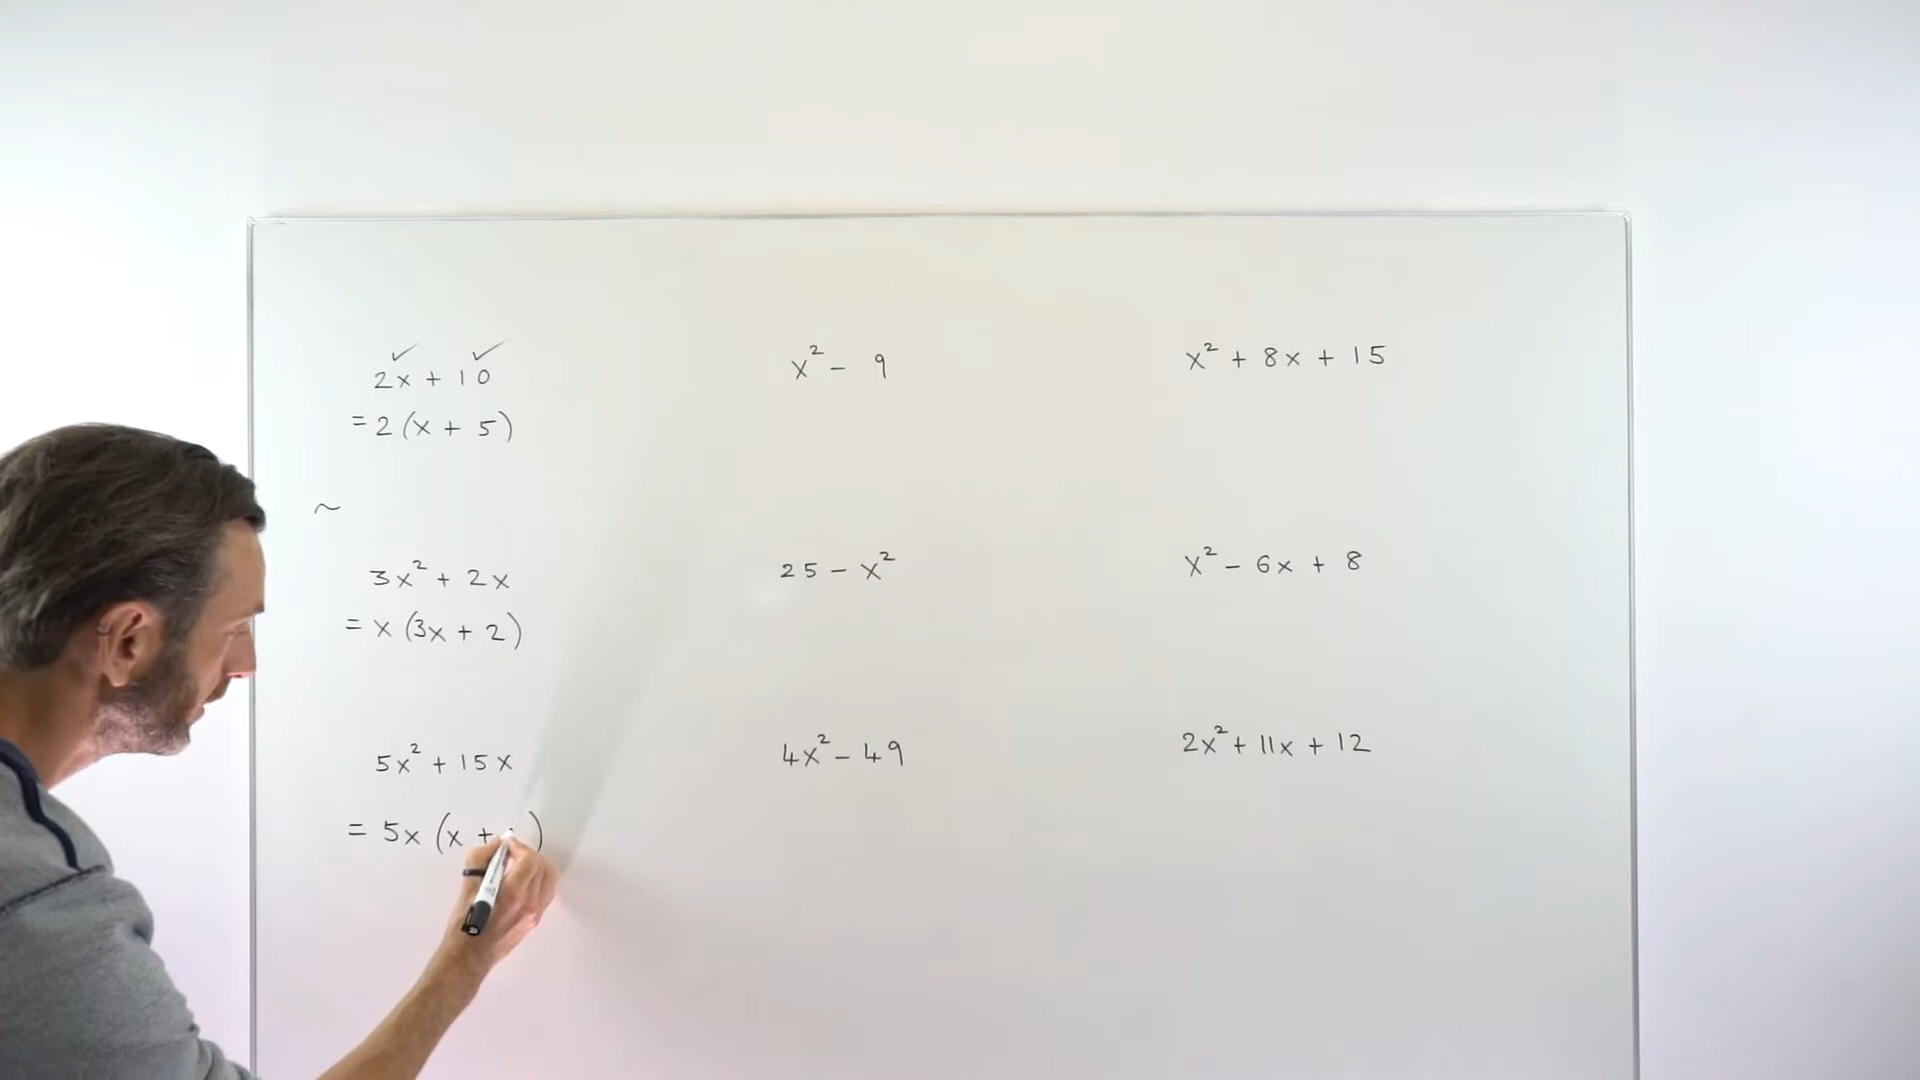 2x + 10
= 2(x + 5)
~
3x² + 2x
= x(3x + 2)
5x² + 15x
= 5x(x + )
x² - 9
25 - x²
4x² - 49
x² + 8x + 15
x² - 6x + 8
2x² + 11x + 12